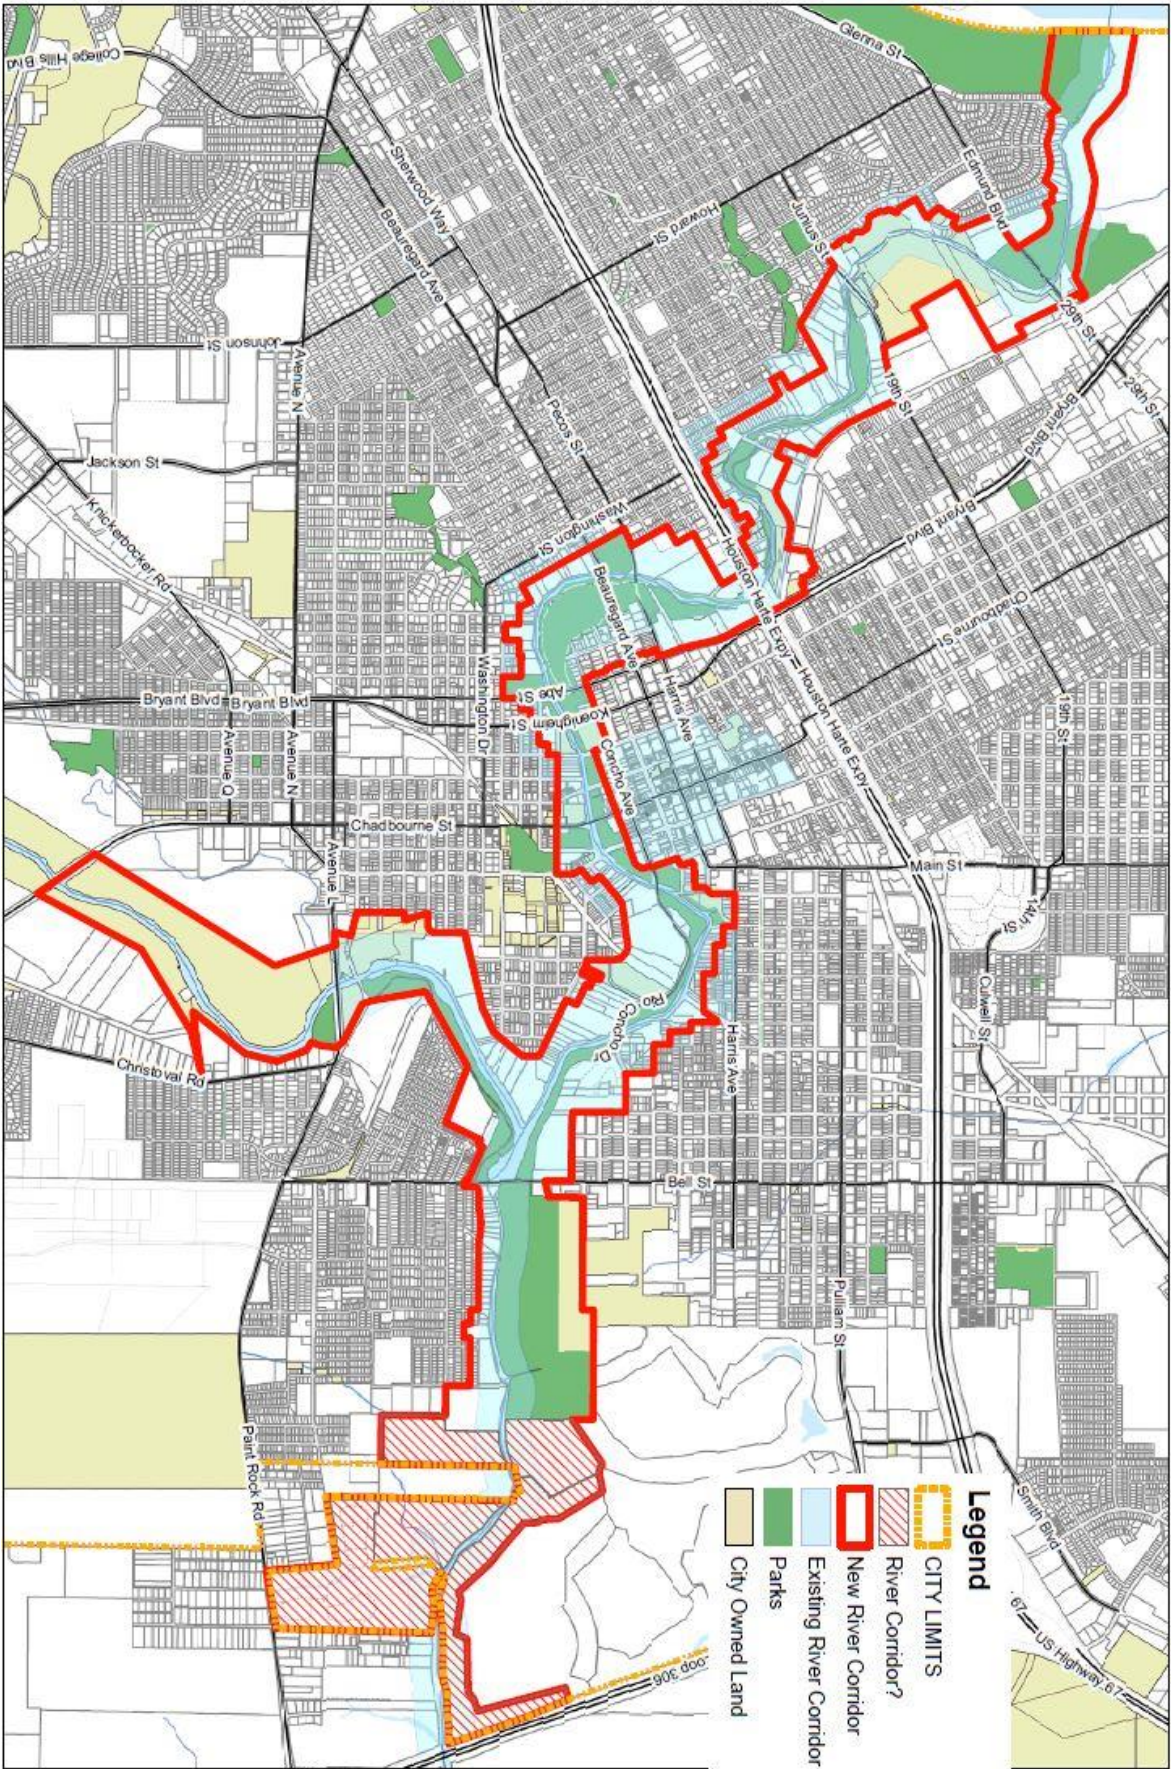 Legend
CITY LIMITS
River Corridor?
New River Corridor
Existing River Corridor
Parks
City Owned Land
Glenna St
Edmund Blvd
29th St
29th St
Bryant Blvd
Bryant Blvd
19th St
Junius St
Howard St
College Hills Blvd
Sherwood Way
Beauregard Ave
Johnson St
Avenue N
Jackson St
Knickerbocker Rd
Pecos St
Washington St
Houston Harte Expy
Houston Harte Expy
Chadbourne St
19th St
Beauregard Ave
Harris Ave
Abe St
Koenigheim St
Concho Ave
Washington Dr
Bryant Blvd
Bryant Blvd
Avenue Q
Avenue N
Chadbourne St
Avenue L
Main St
14th St
Culwell St
Rio Concho Dr
Harris Ave
Christoval Rd
Bell St
Pulliam St
Paint Rock Rd
Smith Blvd
67
US Highway 67
Loop 306